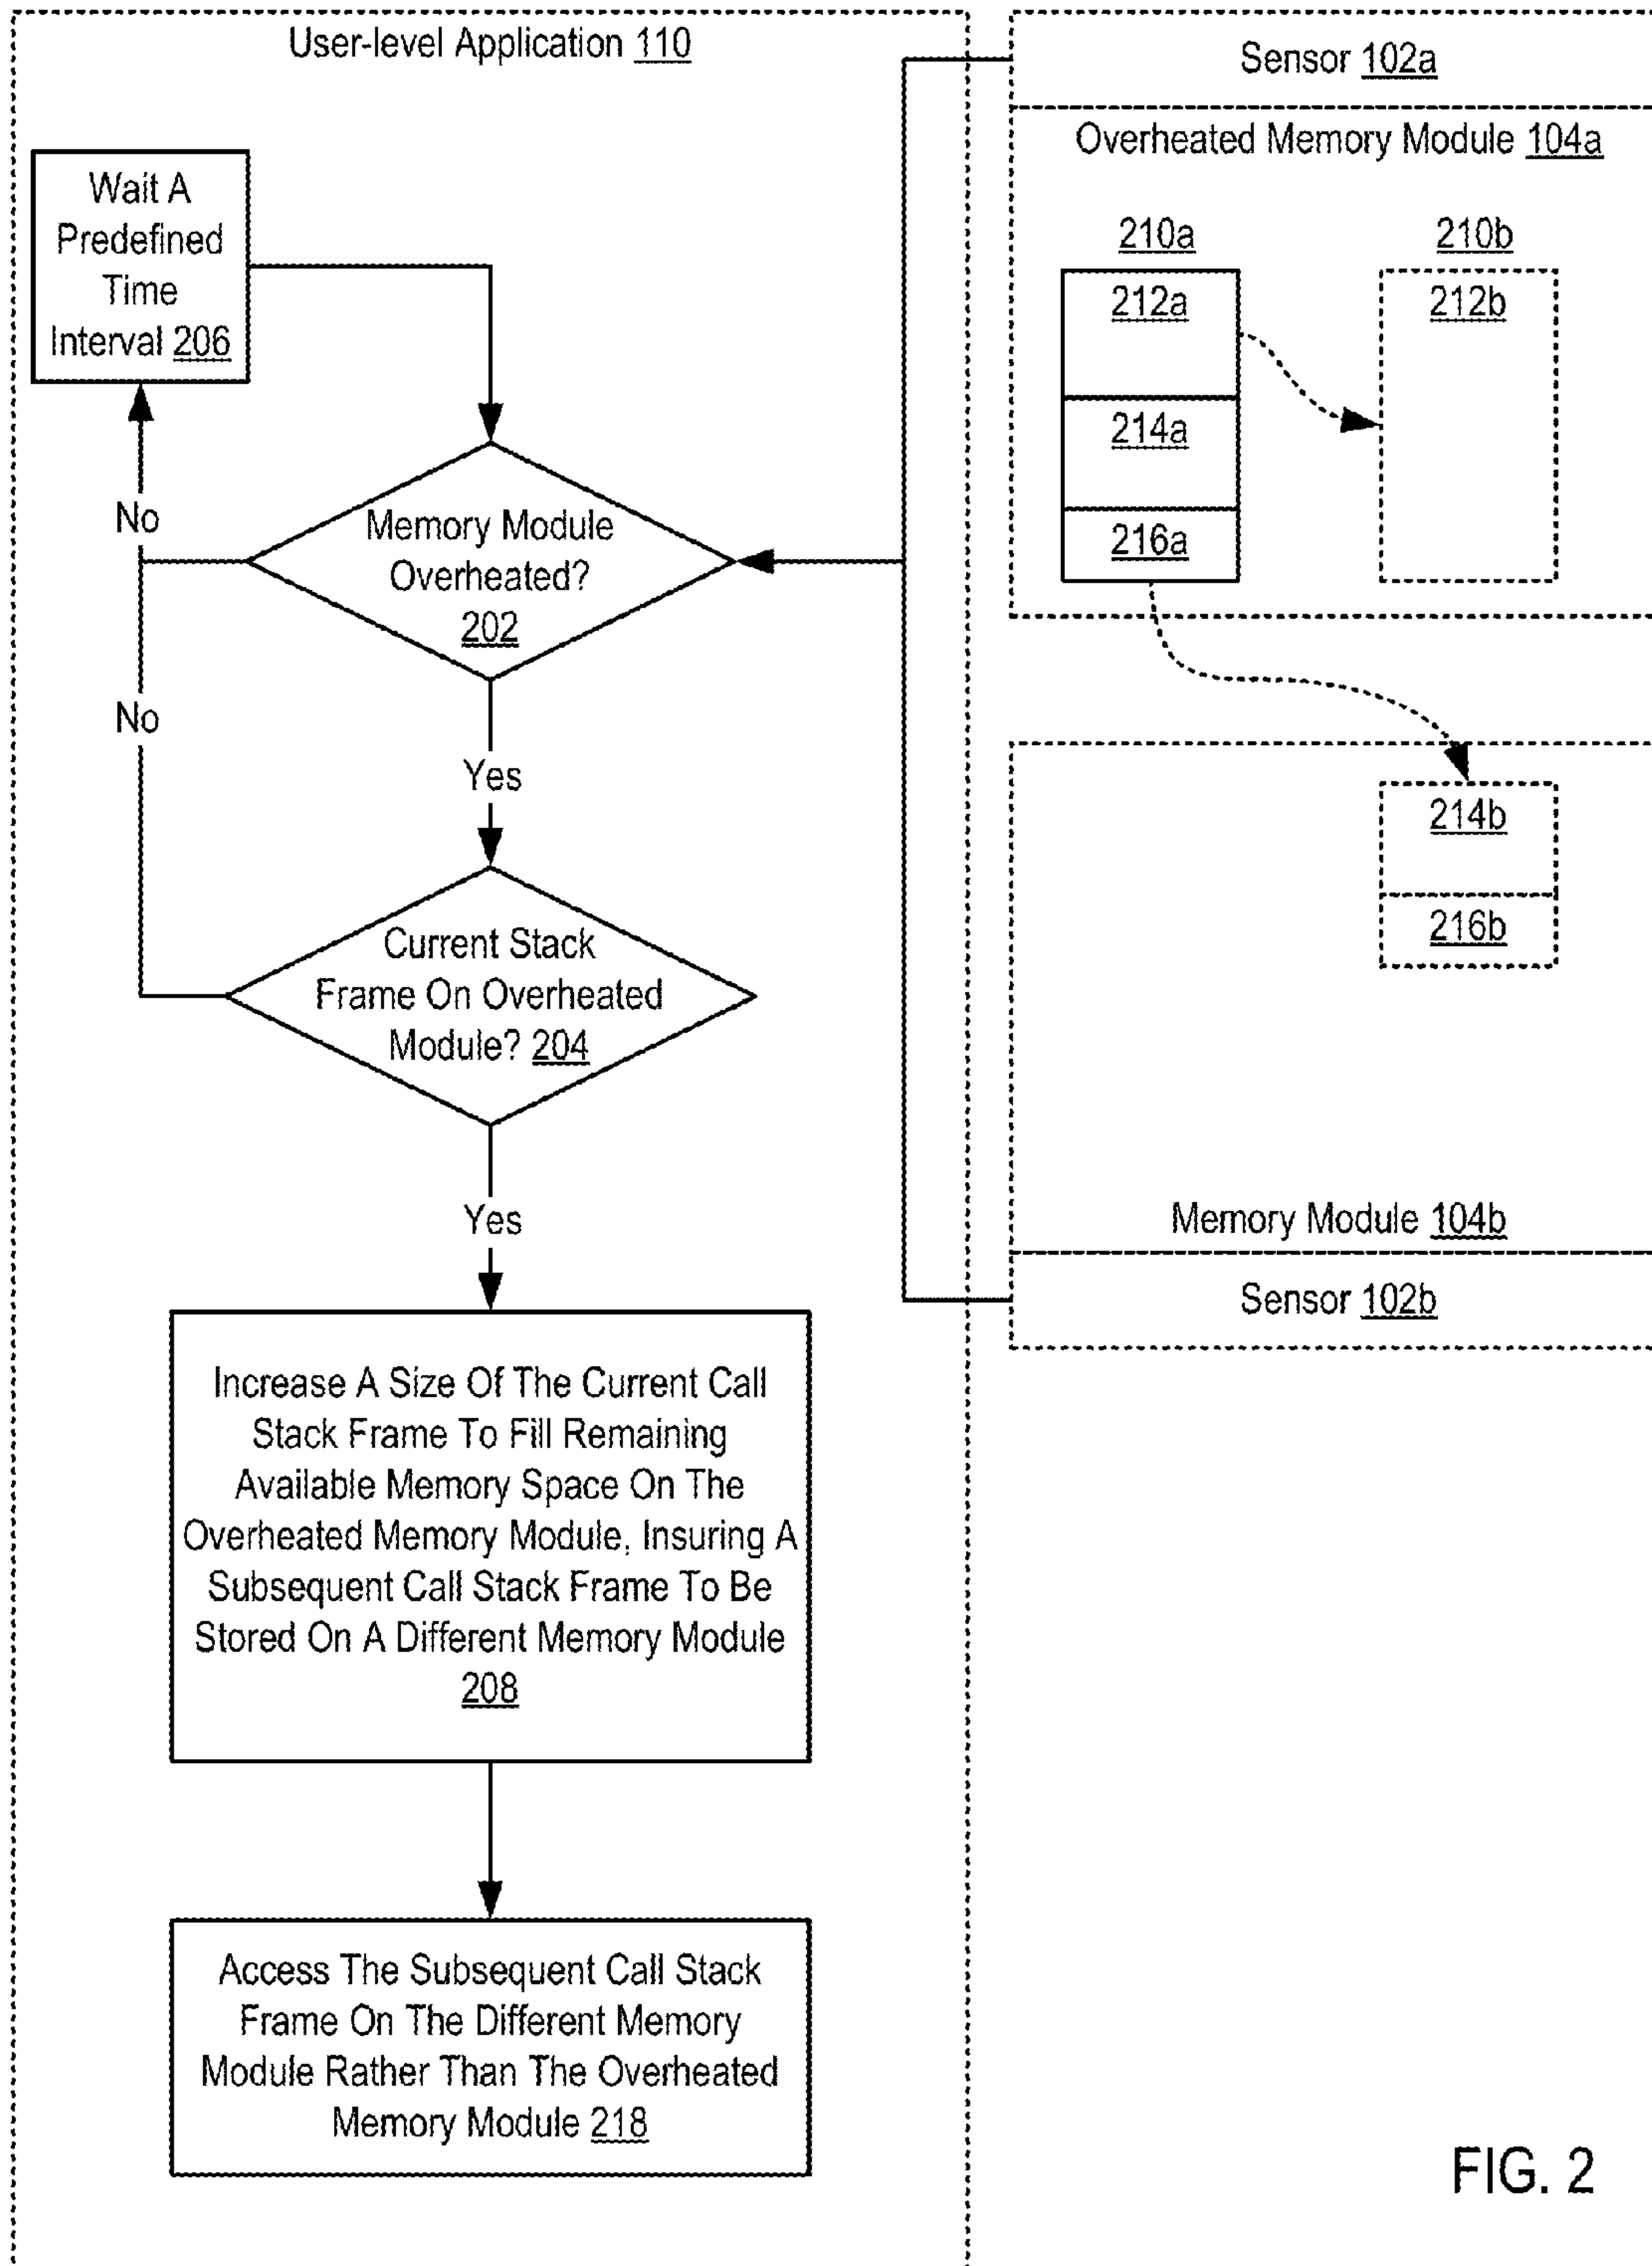 User-level Application 110
Wait A
Predefined
Time
Interval 206
No
Memory Module
Overheated?
202
No
Yes
Current Stack
Frame On Overheated
Module? 204
Yes
Increase A Size Of The Current Call
Stack Frame To Fill Remaining
Available Memory Space On The
Overheated Memory Module, Insuring A
Subsequent Call Stack Frame To Be
Stored On A Different Memory Module
208
Access The Subsequent Call Stack
Frame On The Different Memory
Module Rather Than The Overheated
Memory Module 218
Sensor 102a
Overheated Memory Module 104a
210a
210b
212a
212b
214a
216a
214b
216b
Memory Module 104b
Sensor 102b
FIG. 2